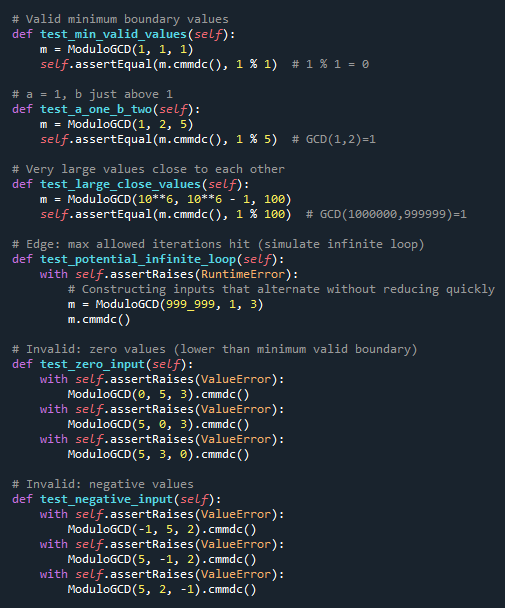 # Valid minimum boundary values
def test_min_valid_values(self):
    m = ModuloGCD(1, 1, 1)
    self.assertEqual(m.cmmdc(), 1 % 1)  # 1 % 1 = 0

# a = 1, b just above 1
def test_a_one_b_two(self):
    m = ModuloGCD(1, 2, 5)
    self.assertEqual(m.cmmdc(), 1 % 5)  # GCD(1,2)=1

# Very large values close to each other
def test_large_close_values(self):
    m = ModuloGCD(10**6, 10**6 - 1, 100)
    self.assertEqual(m.cmmdc(), 1 % 100)  # GCD(1000000,999999)=1

# Edge: max allowed iterations hit (simulate infinite loop)
def test_potential_infinite_loop(self):
    with self.assertRaises(RuntimeError):
        # Constructing inputs that alternate without reducing quickly
        m = ModuloGCD(999_999, 1, 3)
        m.cmmdc()

# Invalid: zero values (lower than minimum valid boundary)
def test_zero_input(self):
    with self.assertRaises(ValueError):
        ModuloGCD(0, 5, 3).cmmdc()
    with self.assertRaises(ValueError):
        ModuloGCD(5, 0, 3).cmmdc()
    with self.assertRaises(ValueError):
        ModuloGCD(5, 3, 0).cmmdc()

# Invalid: negative values
def test_negative_input(self):
    with self.assertRaises(ValueError):
        ModuloGCD(-1, 5, 2).cmmdc()
    with self.assertRaises(ValueError):
        ModuloGCD(5, -1, 2).cmmdc()
    with self.assertRaises(ValueError):
        ModuloGCD(5, 2, -1).cmmdc()